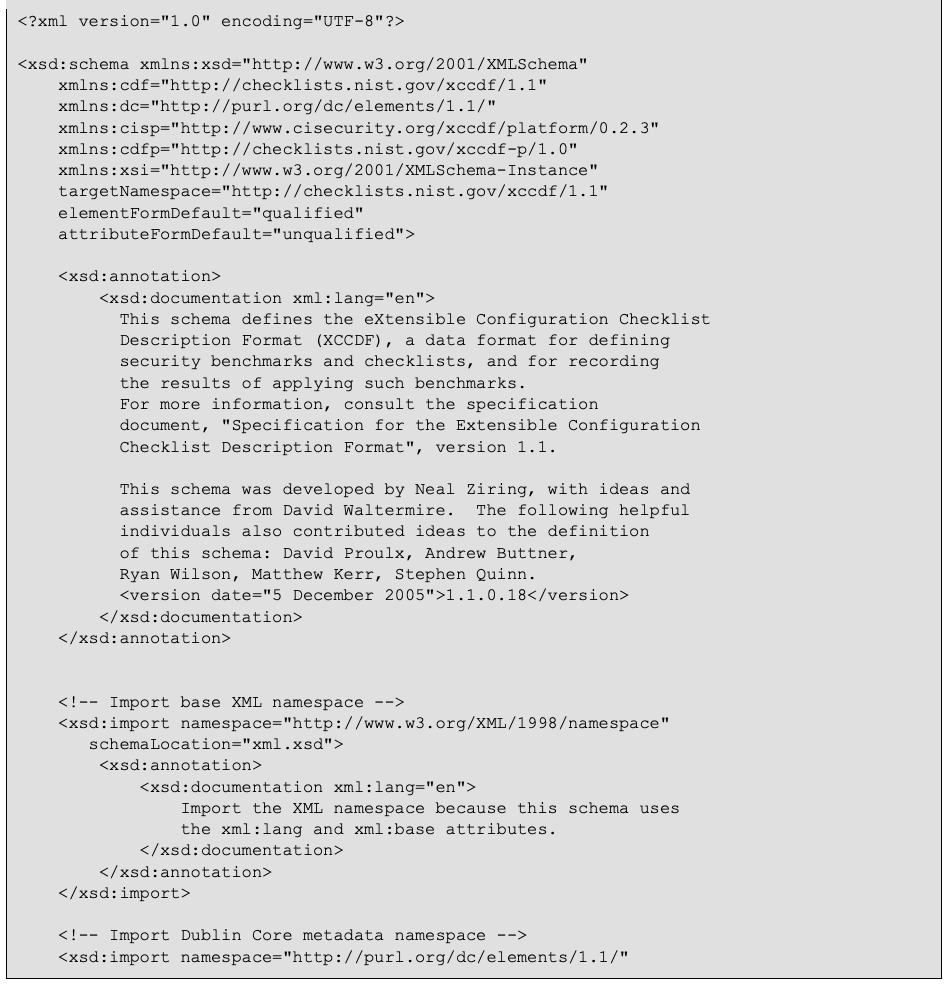 <?xml version="1.0" encoding="UTF-8"?>
<xsd:schema xmlns:xsd="http://www.w3.org/2001/XMLSchema"
xmlns:cdf="http://checklists.nist.gov/xccdf/1.1"
xmlns:dc="http://purl.org/dc/elements/1.1/"
xmlns:cisp="http://www.cisecurity.org/xccdf/platform/0.2.3"
xmlns:cdfp="http://checklists.nist.gov/xccdf-p/1.0"
xmlns:xsi="http://www.w3.org/2001/XMLSchema-Instance"
targetNamespace="http://checklists.nist.gov/xccdf/1.1"
elementFormDefault="qualified"
attributeFormDefault="unqualified">
<xsd:annotation>
<xsd:documentation xml:lang="en">
This schema defines the eXtensible Configuration Checklist
Description Format (XCCDF), a data format for defining
security benchmarks and checklists, and for recording
the results of applying such benchmarks.
For more information, consult the specification
document, "Specification for the Extensible Configuration
Checklist Description Format", version 1.1.
This schema was developed by Neal Ziring, with ideas and
assistance from David Waltermire.  The following helpful
individuals also contributed ideas to the definition
of this schema: David Proulx, Andrew Buttner,
Ryan Wilson, Matthew Kerr, Stephen Quinn.
<version date="5 December 2005">1.1.0.18</version>
</xsd:documentation>
</xsd:annotation>
<!-- Import base XML namespace -->
<xsd:import namespace="http://www.w3.org/XML/1998/namespace"
schemaLocation="xml.xsd">
<xsd:annotation>
<xsd:documentation xml:lang="en">
Import the XML namespace because this schema uses
the xml:lang and xml:base attributes.
</xsd:documentation>
</xsd:annotation>
</xsd:import>
<!-- Import Dublin Core metadata namespace -->
<xsd:import namespace="http://purl.org/dc/elements/1.1/"